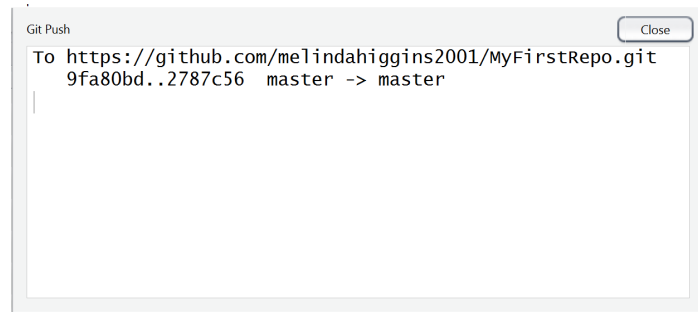 Git Push
Close
To https://github.com/melindahiggins2001/MyFirstRepo.git
9fa80bd..2787c56  master -> master